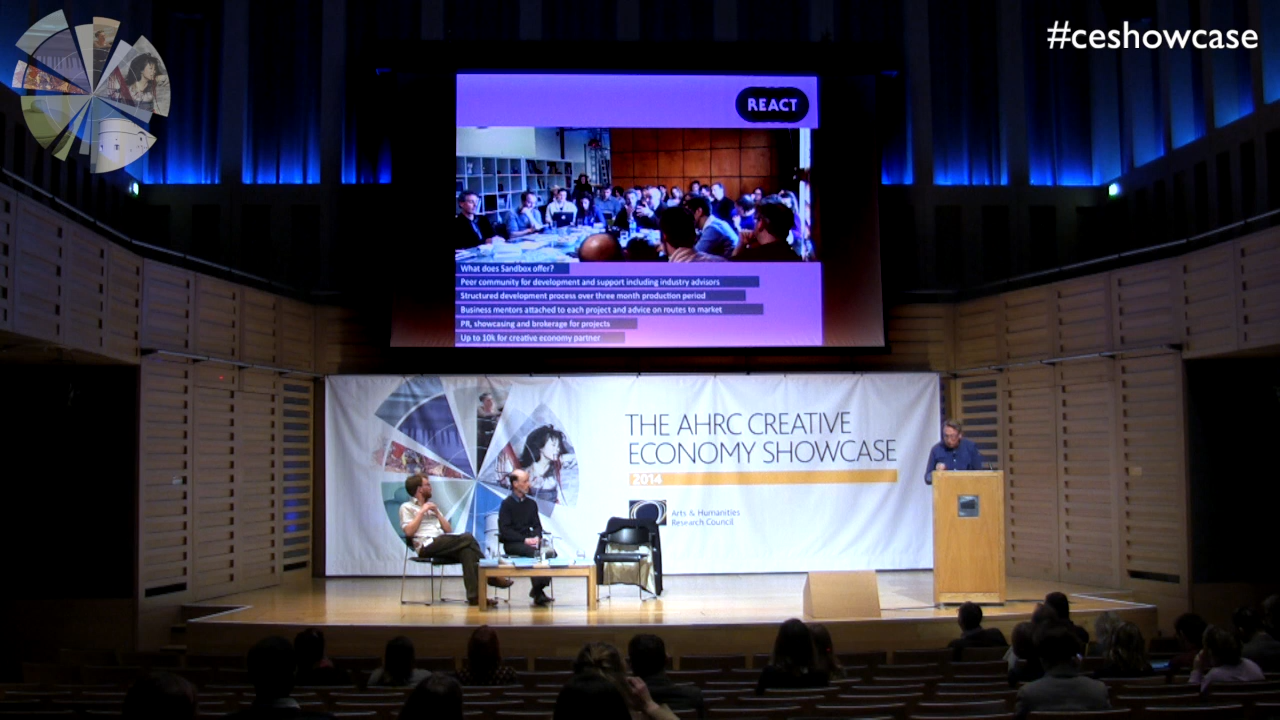 #ceshowcase
REACT
What does Sandbox offer?
Peer community for development and support including industry advisors
Structured development process over three month production period
Business mentors attached to each project and advice on routes to market
PR, showcasing and brokerage for projects
Up to 10k for creative economy partner
THE AHRC CREATIVE
ECONOMY SHOWCASE
2014
Arts & Humanities
Research Council